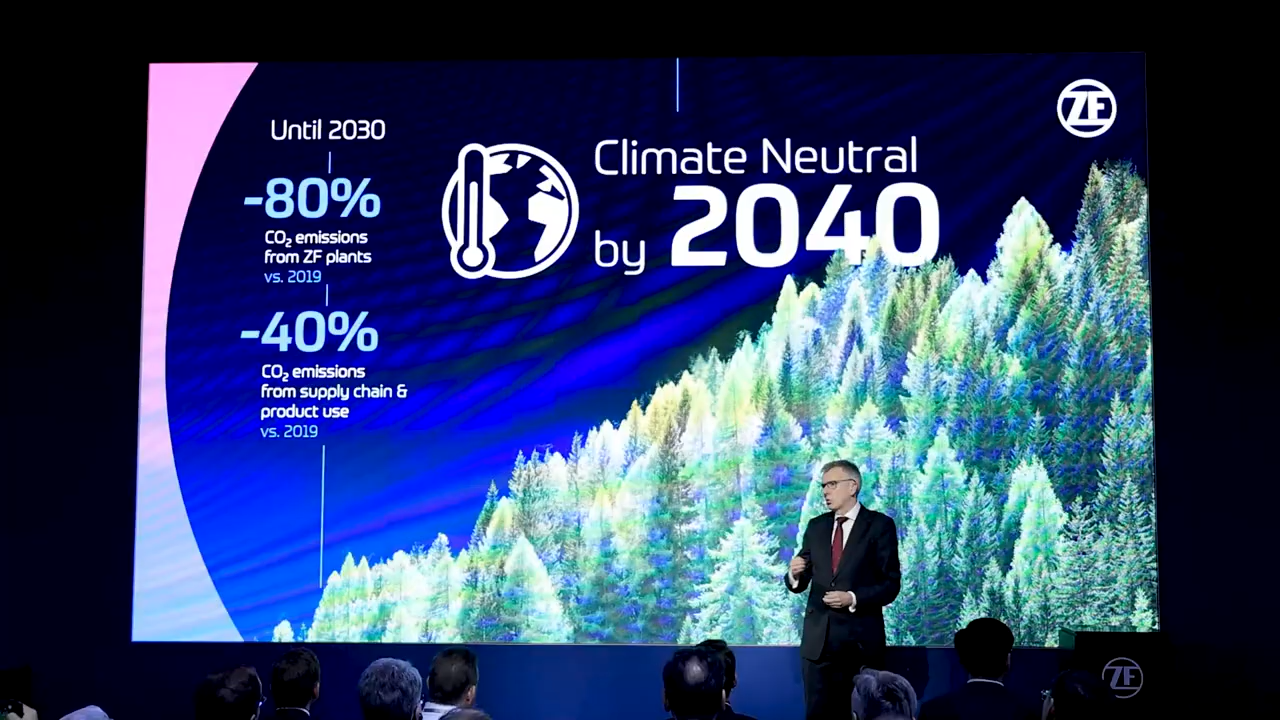 Until 2030
-80%
CO₂ emissions
from ZF plants
vs. 2019
-40%
CO₂ emissions
from supply chain &
product use
vs. 2019
Climate Neutral
by 2040
ZF
ZF